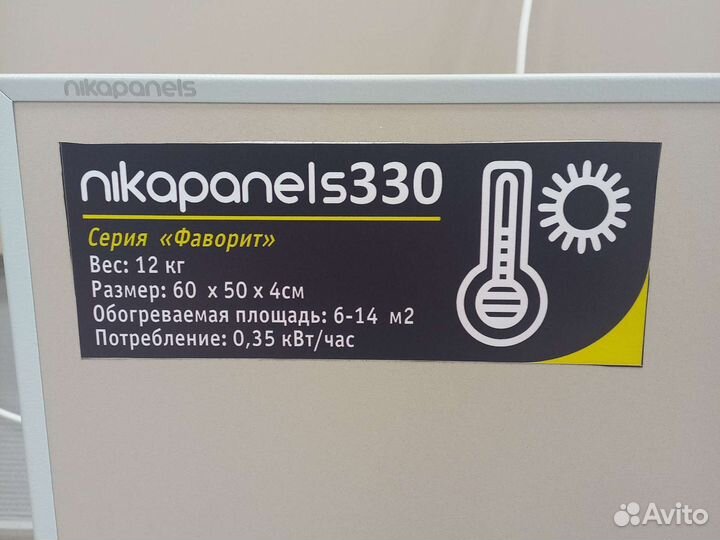 nikapanels
nikapanels330
Серия «Фаворит»
Вес: 12 кг
Размер: 60 x 50 x 4см
Обогреваемая площадь: 6-14 м2
Потребление: 0,35 кВт/час
Avito